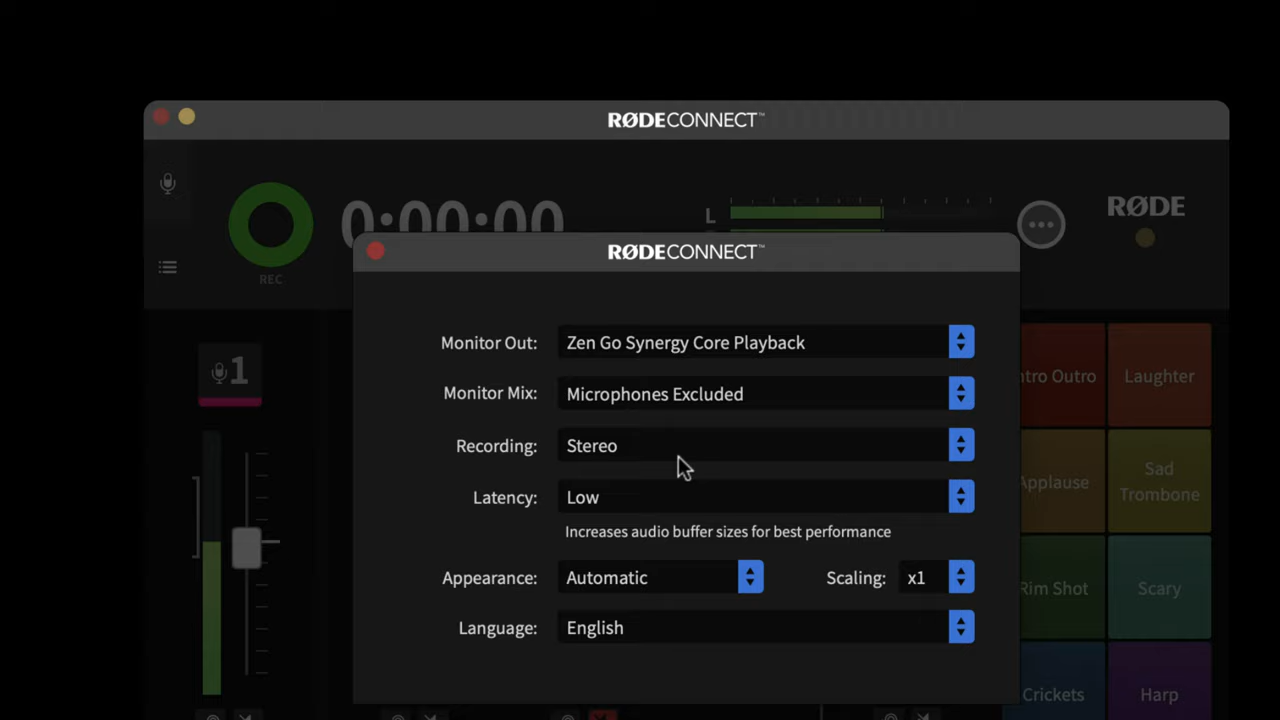 RØDECONNECT™
0:00:00
L
RØDE
REC
RØDECONNECT™
Monitor Out: Zen Go Synergy Core Playback
Monitor Mix: Microphones Excluded
Recording: Stereo
Latency: Low
Increases audio buffer sizes for best performance
Appearance: Automatic Scaling: x1
Language: English
1
ntro Outro
Laughter
Applause
Sad
Trombone
Rim Shot
Scary
Crickets
Harp